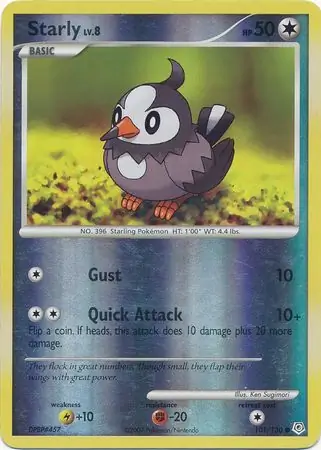 Starly LV.8 HP 50
BASIC
NO. 396 Starling Pokémon HT: 1'00" WT: 4.4 lbs.
Gust 10
Quick Attack 10+
Flip a coin. If heads, this attack does 10 damage plus 20 more
damage.
They flock in great numbers. Though small, they flap their
wings with great power.
weakness resistance retreat cost
+10 -20
Illus. Ken Sugimori
DPBP#457 ©2007 Pokémon/Nintendo 101/130